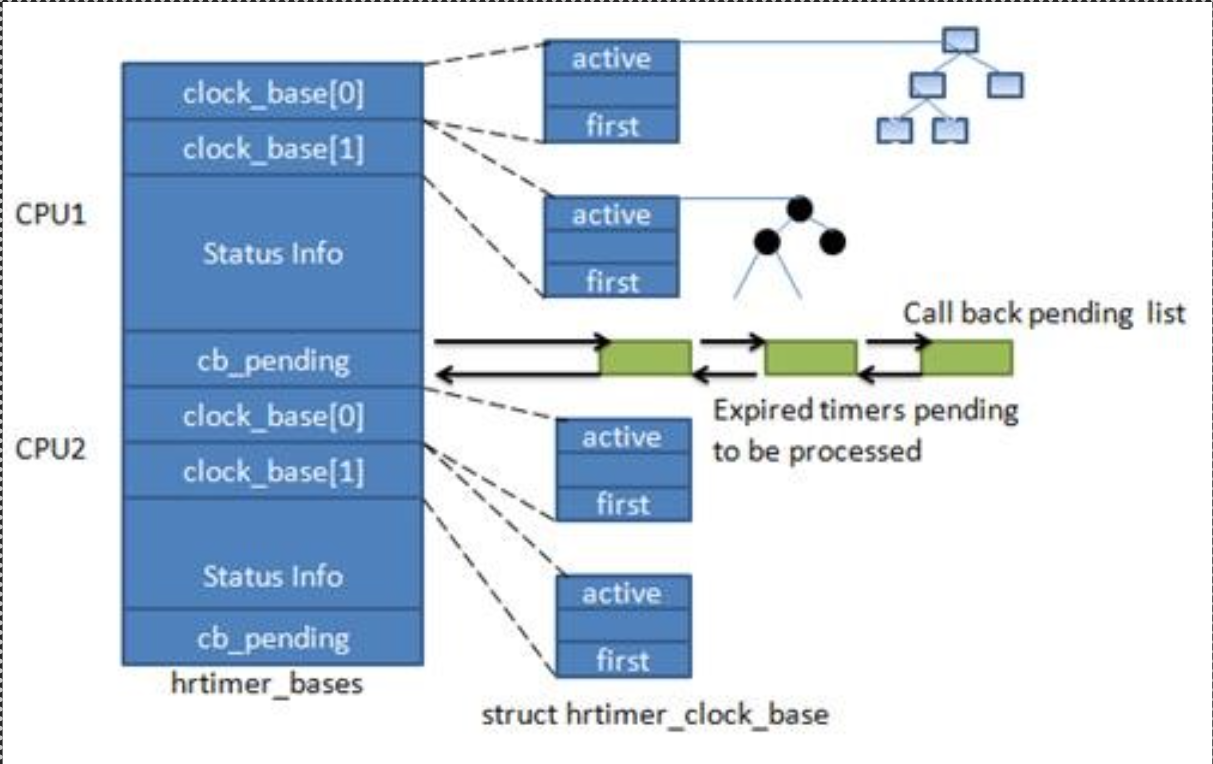 clock_base[0]
clock_base[1]
CPU1
Status Info
cb_pending
CPU2
clock_base[0]
clock_base[1]
Status Info
cb_pending
hrtimer_bases
active
first
active
first
Call back pending list
Expired timers pending
to be processed
active
first
active
first
struct hrtimer_clock_base